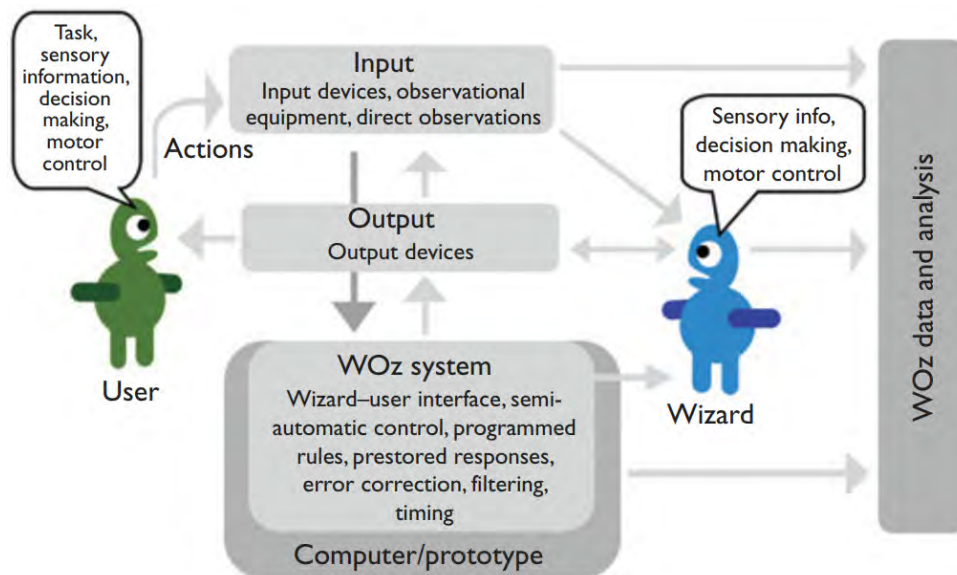 Task,
sensory
information,
decision
making,
motor
control
Input
Input devices, observational
equipment, direct observations
Actions
Sensory info,
decision making,
motor control
Output
Output devices
User
WOz system
Wizard–user interface, semi-
automatic control, programmed
rules, prestored responses,
error correction, filtering,
timing
Computer/prototype
Wizard
WOz data and analysis